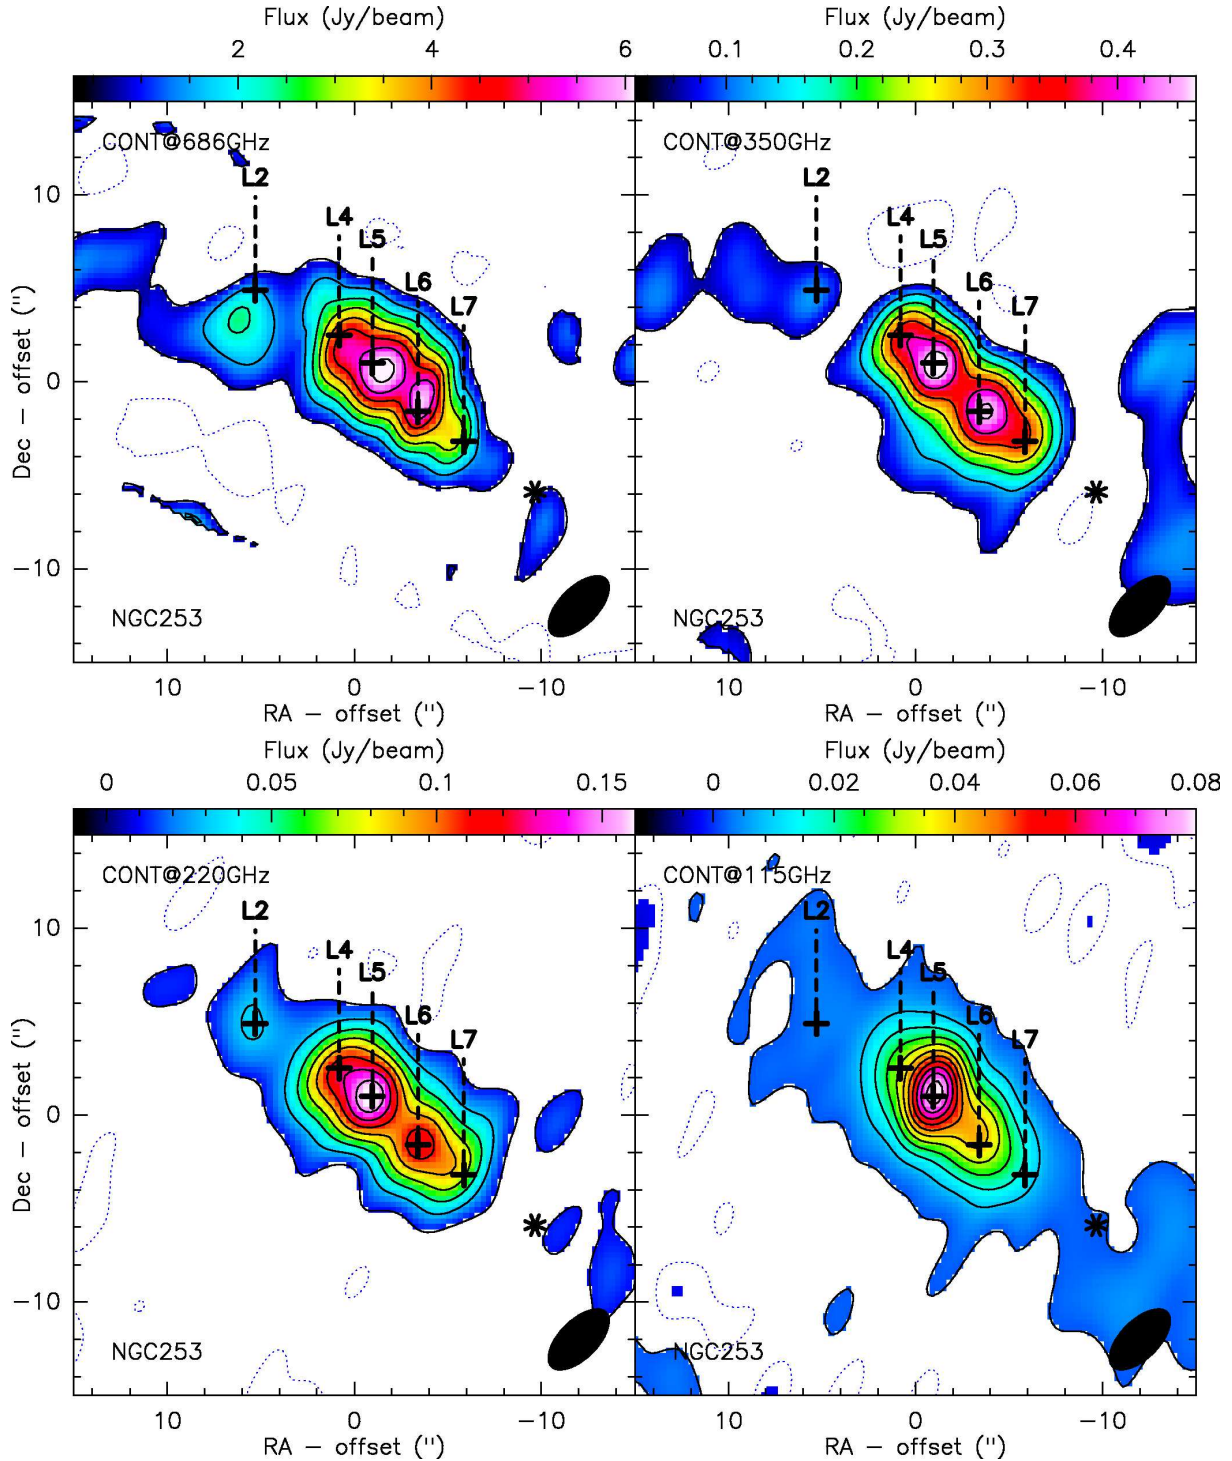 Flux (Jy/beam) Flux (Jy/beam)
2 4 6 0.1 0.2 0.3 0.4
CONT@686GHz CONT@350GHz
L2 L2
10
L4 L4
L5 L5
L6 L6
L7 L7
0
Dec – offset (")
−10
NGC253 NGC253
10 0 −10 10 0 −10
RA – offset (") RA – offset (")
Flux (Jy/beam) Flux (Jy/beam)
0 0.05 0.1 0.15 0 0.02 0.04 0.06 0.08
CONT@220GHz CONT@115GHz
L2 L2
10
L4 L4
L5 L5
L6 L6
L7 L7
0
Dec – offset (")
−10
NGC253 NGC253
10 0 −10 10 0 −10
RA – offset (") RA – offset (")